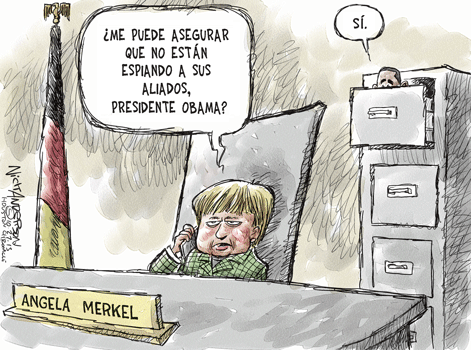 ¿ME PUEDE ASEGURAR
QUE NO ESTÁN
ESPIANDO A SUS
ALIADOS,
PRESIDENTE OBAMA?
SÍ.
ANGELA MERKEL